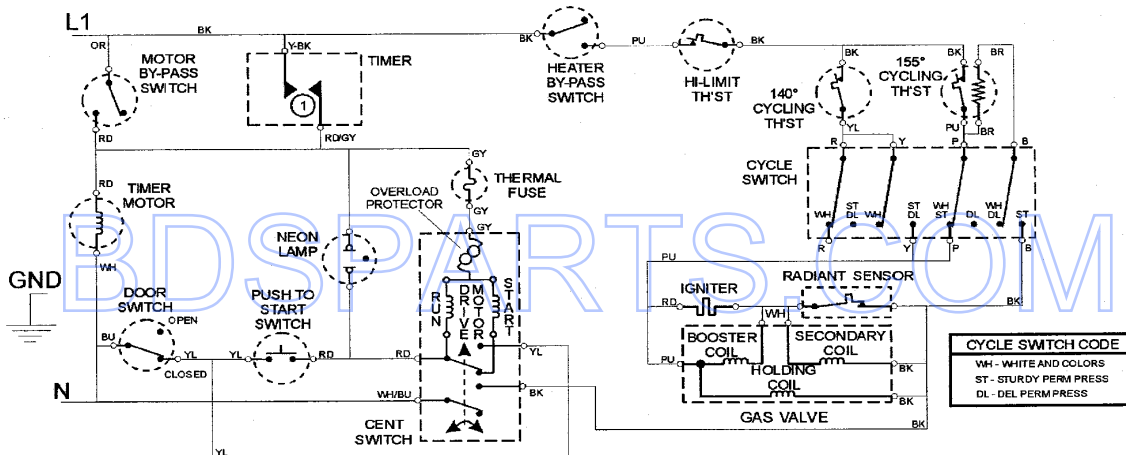 L1
BK
OR
MOTOR
BY-PASS
SWITCH
RD
Y-BK
TIMER
1
RD/GY
BK
HEATER
BY-PASS
SWITCH
PU
BK
HI-LIMIT
TH'ST
BK
140°
CYCLING
TH'ST
YL
BK
BR
155°
CYCLING
TH'ST
PU
BR
R
Y
P
B
CYCLE
SWITCH
WH
ST
DL
WH
ST
DL
WH
ST
DL
WH
DL
ST
R
Y
P
B
RD
TIMER
MOTOR
WH
GY
THERMAL
FUSE
GY
GY
OVERLOAD
PROTECTOR
NEON
LAMP
RUN
DRIVE
MOTOR
START
GND
DOOR
SWITCH
OPEN
BU
YL
CLOSED
PUSH TO
START
SWITCH
YL
RD
RD
YL
N
WH/BU
BK
CENT
SWITCH
YL
PU
IGNITER
RADIANT SENSOR
RD
WH
BK
BOOSTER
COIL
SECONDARY
COIL
PU
BK
HOLDING
COIL
BK
GAS VALVE
BK
CYCLE SWITCH CODE
WH - WHITE AND COLORS
ST - STURDY PERM PRESS
DL - DEL PERM PRESS
BDSPARTS.COM